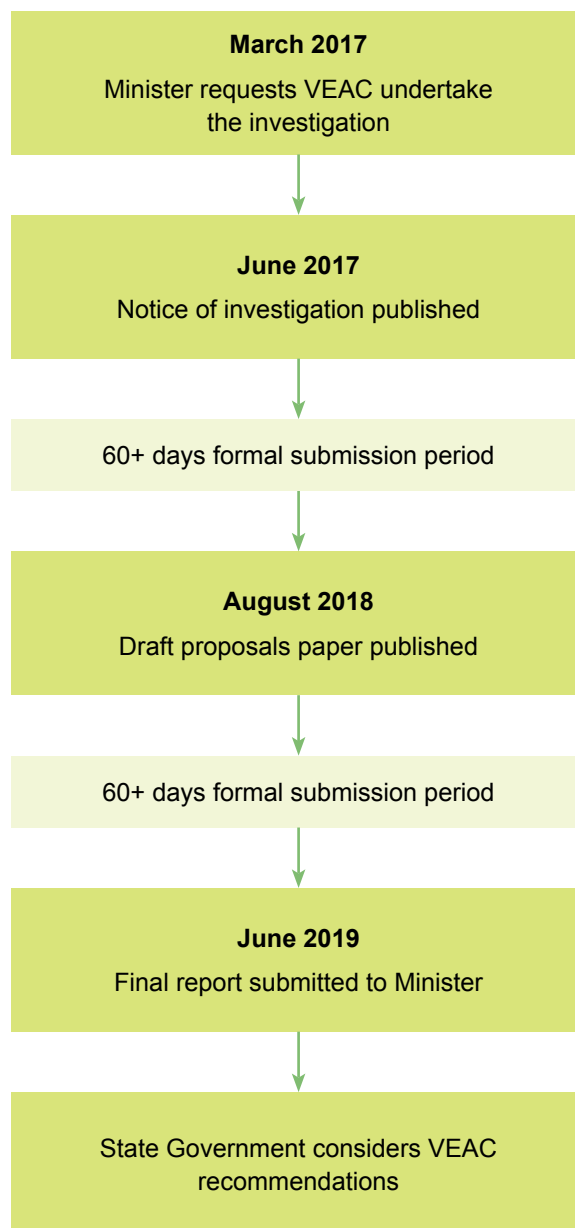 March 2017
Minister requests VEAC undertake
the investigation
June 2017
Notice of investigation published
60+ days formal submission period
August 2018
Draft proposals paper published
60+ days formal submission period
June 2019
Final report submitted to Minister
State Government considers VEAC
recommendations